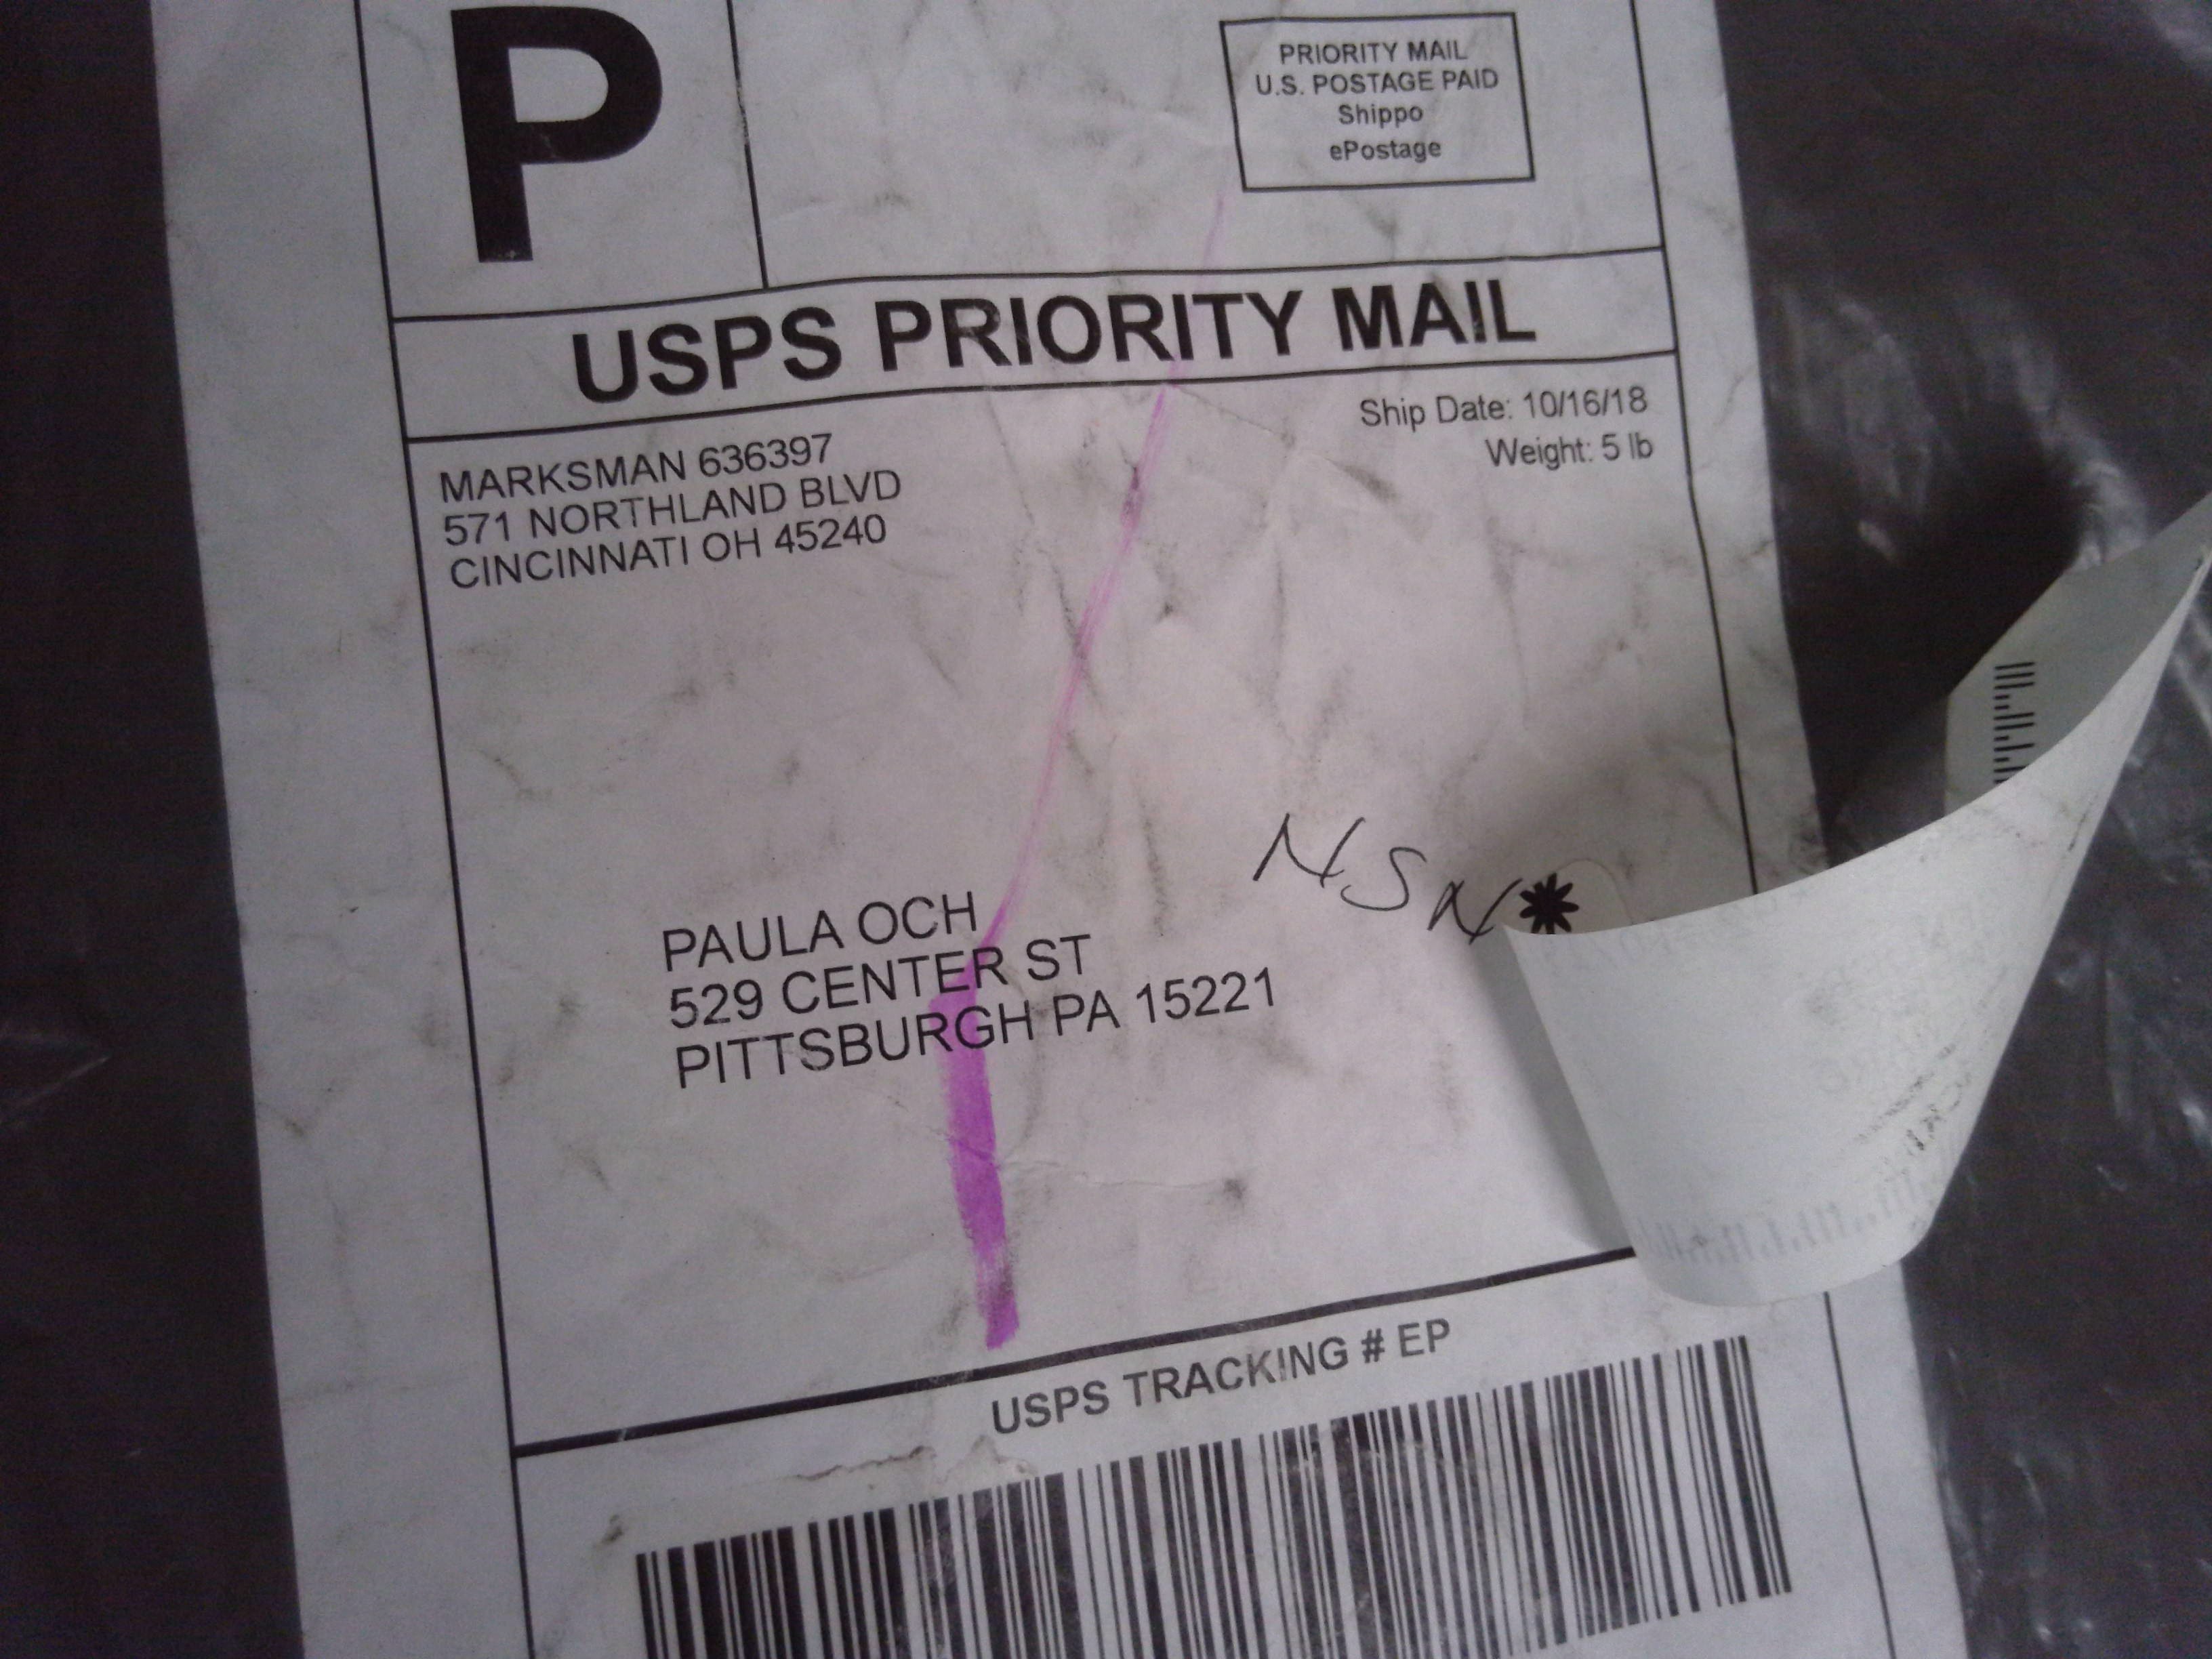 P
PRIORITY MAIL
U.S. POSTAGE PAID
Shippo
ePostage
USPS PRIORITY MAIL
Ship Date: 10/16/18
Weight: 5 lb
MARKSMAN 636397
571 NORTHLAND BLVD
CINCINNATI OH 45240
NSN*
PAULA OCH
529 CENTER ST
PITTSBURGH PA 15221
USPS TRACKING # EP